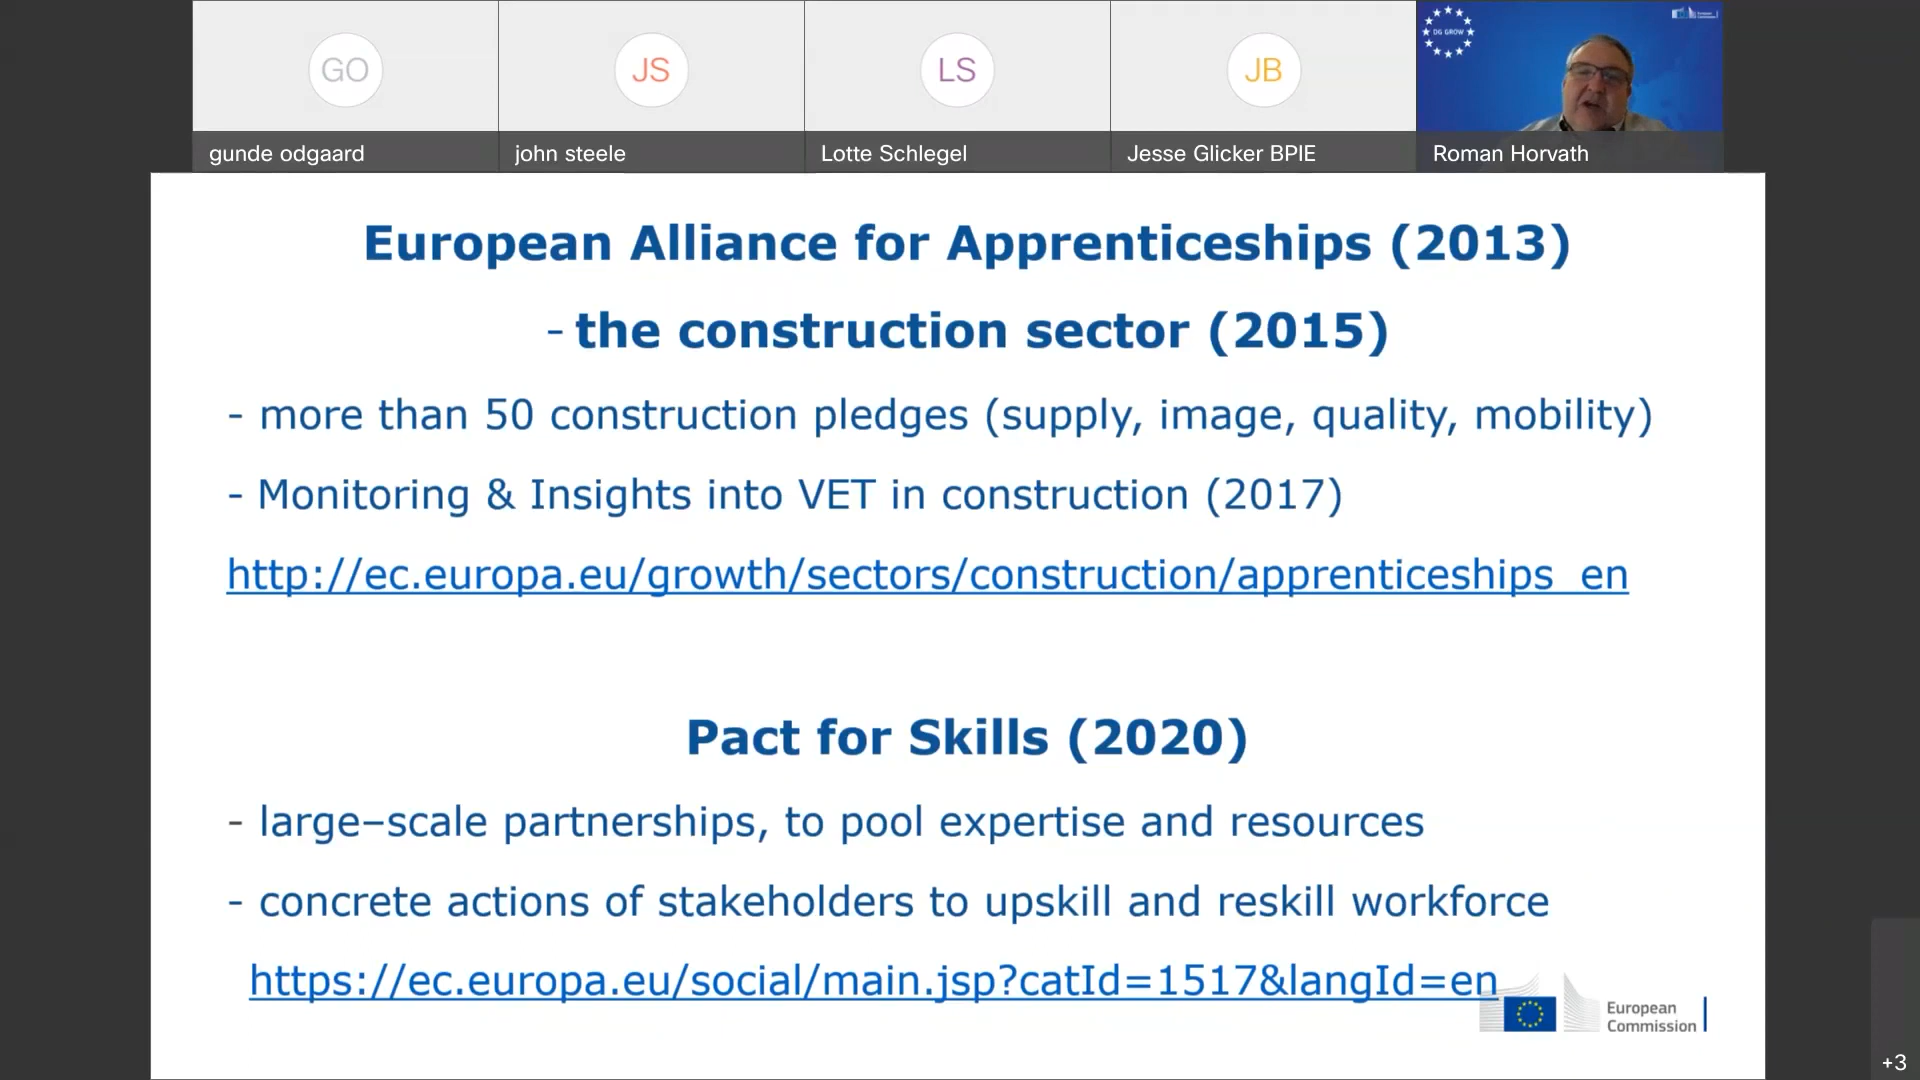 GO
JS
LS
JB
DG GROW
gunde odgaard
john steele
Lotte Schlegel
Jesse Glicker BPIE
Roman Horvath
European Alliance for Apprenticeships (2013)
- the construction sector (2015)
- more than 50 construction pledges (supply, image, quality, mobility)
- Monitoring & Insights into VET in construction (2017)
http://ec.europa.eu/growth/sectors/construction/apprenticeships_en
Pact for Skills (2020)
- large–scale partnerships, to pool expertise and resources
- concrete actions of stakeholders to upskill and reskill workforce
https://ec.europa.eu/social/main.jsp?catId=1517&langId=en
European
Commission
+3